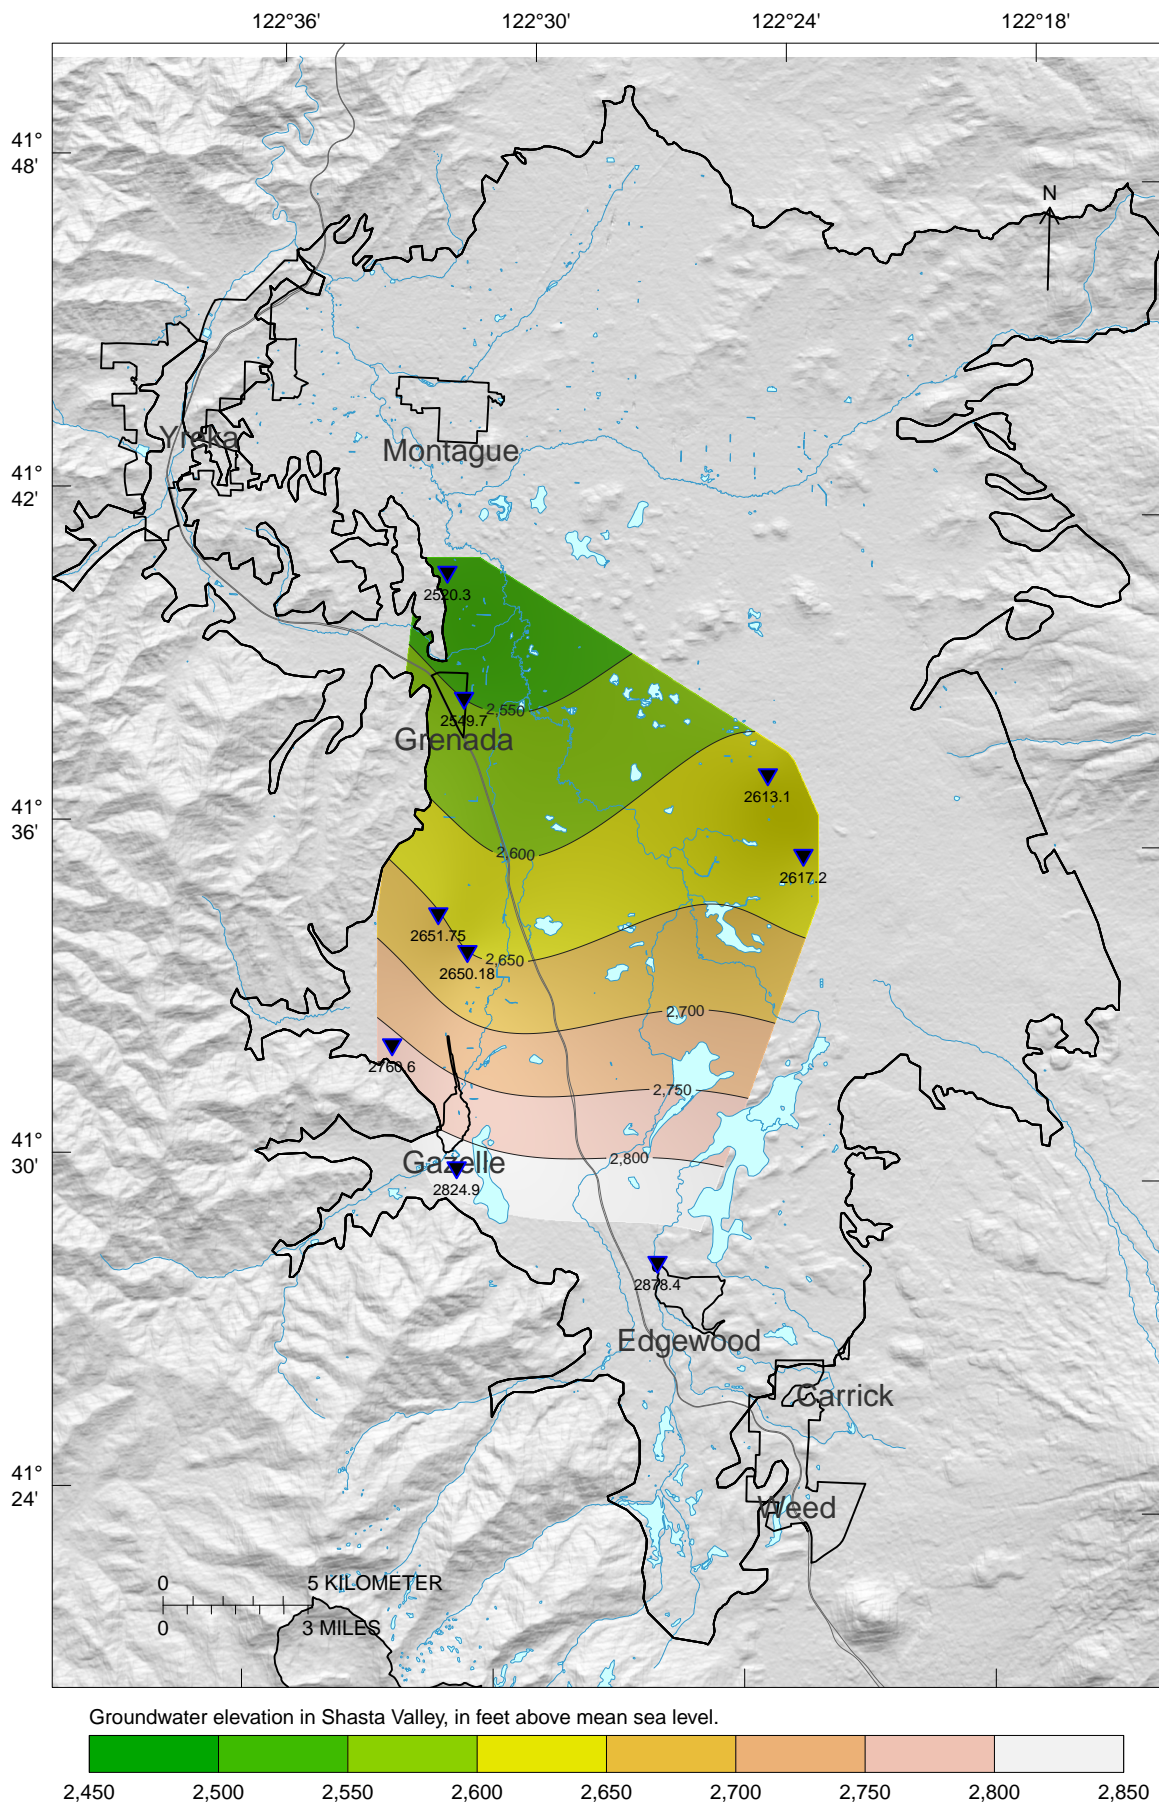 122°36' 122°30' 122°24' 122°18'
41°
48'
N
Yreka
Montague
41°
42'
2520.3
2,550
2549.7
Grenada
2613.1
41°
36'
2,600
2617.2
2651.75
2,650
2650.18
2,700
2760.6
2,750
41°
30'
2,800
Gazelle
2824.9
2878.4
Edgewood
Carrick
41°
24'
Weed
0 5 KILOMETER
0 3 MILES
Groundwater elevation in Shasta Valley, in feet above mean sea level.
2,450 2,500 2,550 2,600 2,650 2,700 2,750 2,800 2,850